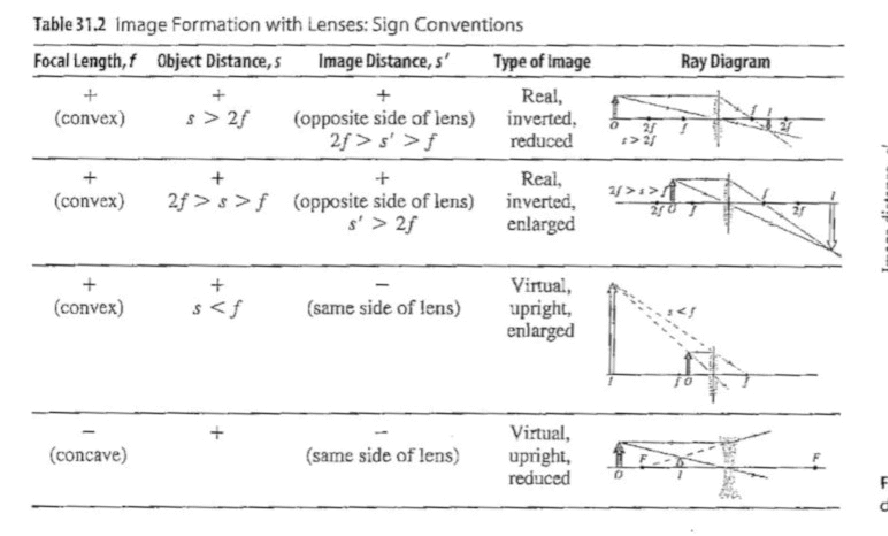 Table 31.2 Image Formation with Lenses: Sign Conventions
Focal Length, f Object Distance, s Image Distance, s′ Type of Image Ray Diagram
+ + + Real,
(convex) s > 2f (opposite side of lens) inverted,
2f > s′ > f reduced
O 2f f f I 2f
s > 2f
+ + + Real,
(convex) 2f > s > f (opposite side of lens) inverted,
s′ > 2f enlarged
2f > s > f
2f O f f 2f I
+ + − Virtual,
(convex) s < f (same side of lens) upright,
enlarged
s < f
I f O f
− + − Virtual,
(concave) (same side of lens) upright,
reduced
O F I F
F